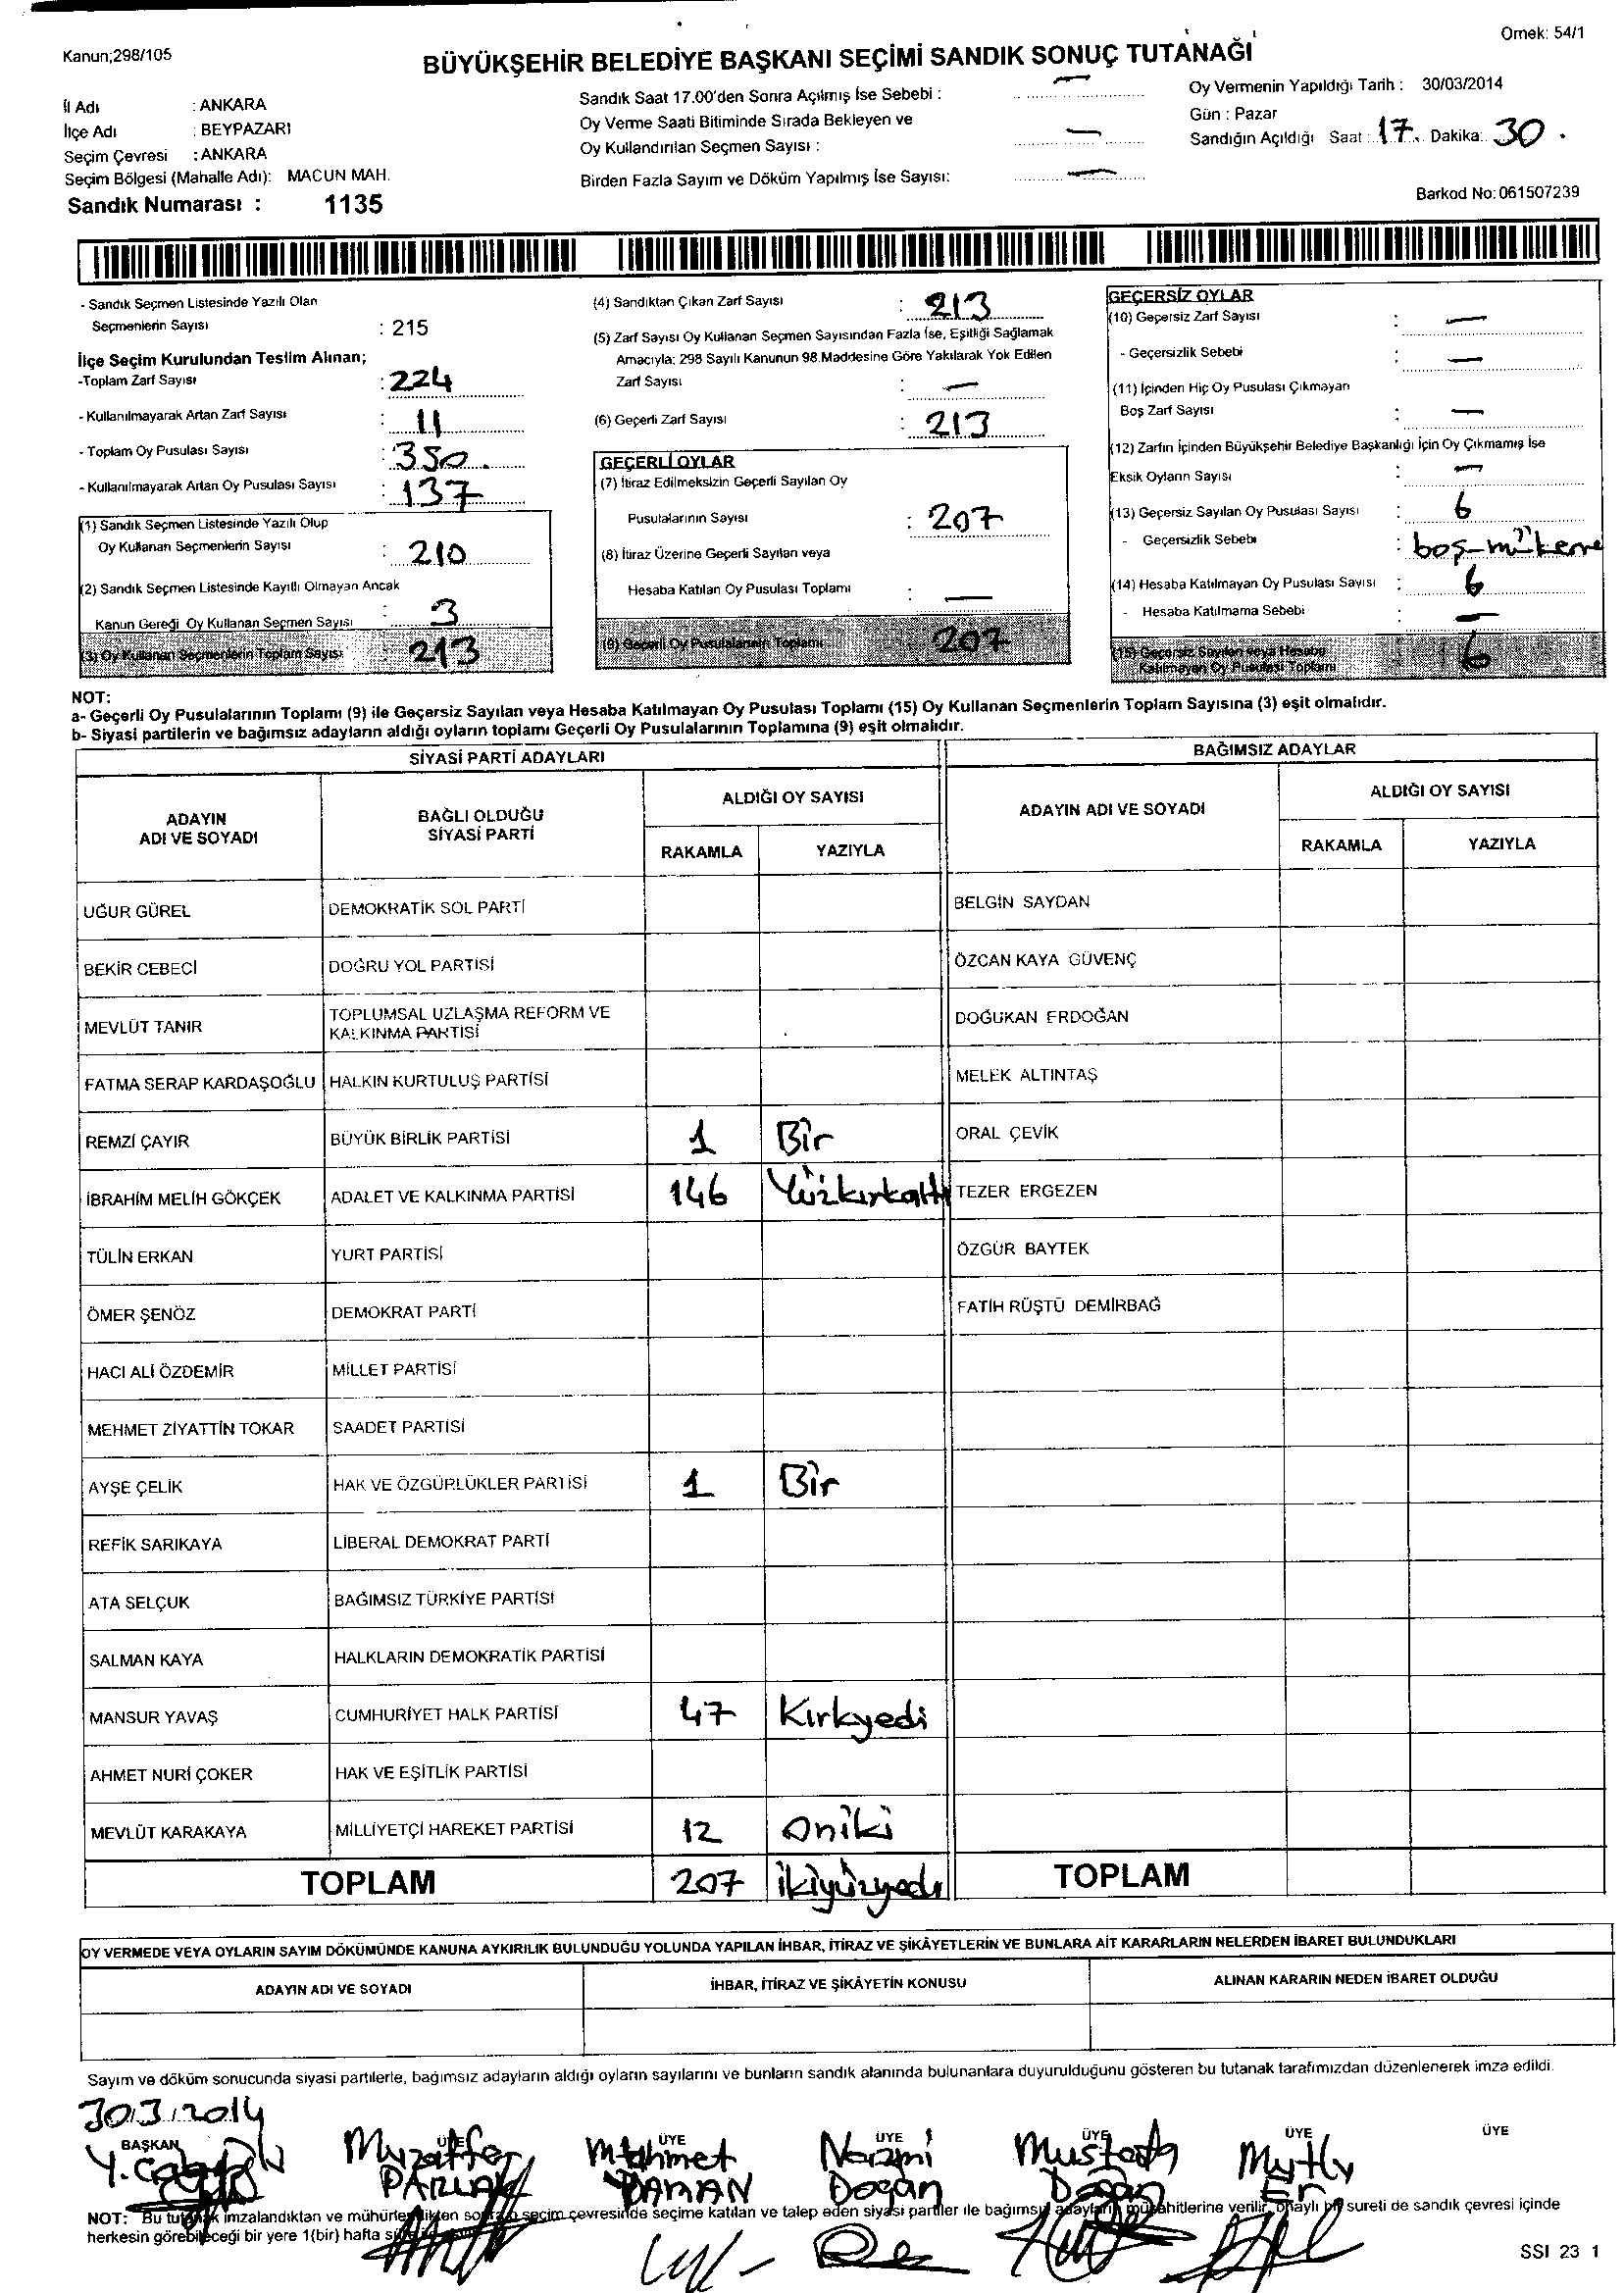 Kanun;298/105
Örnek: 54/1
BÜYÜKŞEHİR BELEDİYE BAŞKANI SEÇİMİ SANDIK SONUÇ TUTANAĞI
İl Adı : ANKARA
İlçe Adı : BEYPAZARI
Seçim Çevresi : ANKARA
Seçim Bölgesi (Mahalle Adı): MACUN MAH.
Sandık Numarası : 1135
Sandık Saat 17.00'den Sonra Açılmış İse Sebebi : —
Oy Verme Saati Bitiminde Sırada Bekleyen ve
Oy Kullandırılan Seçmen Sayısı : —
Birden Fazla Sayım ve Döküm Yapılmış İse Sayısı: —
Oy Vermenin Yapıldığı Tarih : 30/03/2014
Gün : Pazar
Sandığın Açıldığı Saat : 17 Dakika: 30 .
Barkod No: 061507239
- Sandık Seçmen Listesinde Yazılı Olan
Seçmenlerin Sayısı : 215
İlçe Seçim Kurulundan Teslim Alınan;
-Toplam Zarf Sayısı : 224
- Kullanılmayarak Artan Zarf Sayısı : 11
- Toplam Oy Pusulası Sayısı : 350.
- Kullanılmayarak Artan Oy Pusulası Sayısı : 137
(1) Sandık Seçmen Listesinde Yazılı Olup
Oy Kullanan Seçmenlerin Sayısı : 210
(2) Sandık Seçmen Listesinde Kayıtlı Olmayan Ancak
Kanun Gereği Oy Kullanan Seçmen Sayısı : 3
(3) Oy Kullanan Seçmenlerin Toplam Sayısı : 213
(4) Sandıktan Çıkan Zarf Sayısı : 213
(5) Zarf Sayısı Oy Kullanan Seçmen Sayısından Fazla İse, Eşitliği Sağlamak
Amacıyla; 298 Sayılı Kanunun 98.Maddesine Göre Yakılarak Yok Edilen
Zarf Sayısı : —
(6) Geçerli Zarf Sayısı : 213
GEÇERLİ OYLAR
(7) İtiraz Edilmeksizin Geçerli Sayılan Oy
Pusulalarının Sayısı : 207
(8) İtiraz Üzerine Geçerli Sayılan veya
Hesaba Katılan Oy Pusulası Toplamı : —
(9) Geçerli Oy Pusulalarının Toplamı : 207
GEÇERSİZ OYLAR
(10) Geçersiz Zarf Sayısı : —
- Geçersizlik Sebebi : —
(11) İçinden Hiç Oy Pusulası Çıkmayan
Boş Zarf Sayısı : —
(12) Zarfın İçinden Büyükşehir Belediye Başkanlığı İçin Oy Çıkmamış İse
Eksik Oyların Sayısı : —
(13) Geçersiz Sayılan Oy Pusulası Sayısı : 6
- Geçersizlik Sebebi : boş-
(14) Hesaba Katılmayan Oy Pusulası Sayısı : 6
- Hesaba Katılmama Sebebi : —
(15) Geçersiz Sayılan veya Hesaba
Katılmayan Oy Pusulası Toplamı 6
NOT:
a- Geçerli Oy Pusulalarının Toplamı (9) ile Geçersiz Sayılan veya Hesaba Katılmayan Oy Pusulası Toplamı (15) Oy Kullanan Seçmenlerin Toplam Sayısına (3) eşit olmalıdır.
b- Siyasi partilerin ve bağımsız adayların aldığı oyların toplamı Geçerli Oy Pusulalarının Toplamına (9) eşit olmalıdır.
SİYASİ PARTİ ADAYLARI
BAĞIMSIZ ADAYLAR
ADAYIN
ADI VE SOYADI
BAĞLI OLDUĞU
SİYASİ PARTİ
ALDIĞI OY SAYISI
RAKAMLA YAZIYLA
ADAYIN ADI VE SOYADI
ALDIĞI OY SAYISI
RAKAMLA YAZIYLA
UĞUR GÜREL DEMOKRATİK SOL PARTİ BELGİN SAYDAN
BEKİR CEBECİ DOĞRU YOL PARTİSİ ÖZCAN KAYA GÜVENÇ
MEVLÜT TANIR TOPLUMSAL UZLAŞMA REFORM VE
KALKINMA PARTİSİ DOĞUKAN ERDOĞAN
FATMA SERAP KARDAŞOĞLU HALKIN KURTULUŞ PARTİSİ MELEK ALTINTAŞ
REMZİ ÇAYIR BÜYÜK BİRLİK PARTİSİ 1 Bir ORAL ÇEVİK
İBRAHİM MELİH GÖKÇEK ADALET VE KALKINMA PARTİSİ 146 Yüzkırkaltı TEZER ERGEZEN
TÜLİN ERKAN YURT PARTİSİ ÖZGÜR BAYTEK
ÖMER ŞENÖZ DEMOKRAT PARTİ FATİH RÜŞTÜ DEMİRBAĞ
HACI ALİ ÖZDEMİR MİLLET PARTİSİ
MEHMET ZİYATTİN TOKAR SAADET PARTİSİ
AYŞE ÇELİK HAK VE ÖZGÜRLÜKLER PARTİSİ 1 Bir
REFİK SARIKAYA LİBERAL DEMOKRAT PARTİ
ATA SELÇUK BAĞIMSIZ TÜRKİYE PARTİSİ
SALMAN KAYA HALKLARIN DEMOKRATİK PARTİSİ
MANSUR YAVAŞ CUMHURİYET HALK PARTİSİ 47 Kırkyedi
AHMET NURİ ÇOKER HAK VE EŞİTLİK PARTİSİ
MEVLÜT KARAKAYA MİLLİYETÇİ HAREKET PARTİSİ 12 Oniki
TOPLAM 207 İkiyüzyedi TOPLAM
OY VERMEDE VEYA OYLARIN SAYIM DÖKÜMÜNDE KANUNA AYKIRILIK BULUNDUĞU YOLUNDA YAPILAN İHBAR, İTİRAZ VE ŞİKÂYETLERİN VE BUNLARA AİT KARARLARIN NELERDEN İBARET BULUNDUKLARI
ADAYIN ADI VE SOYADI İHBAR, İTİRAZ VE ŞİKÂYETİN KONUSU ALINAN KARARIN NEDEN İBARET OLDUĞU
Sayım ve döküm sonucunda siyasi partilerle, bağımsız adayların aldığı oyların sayılarını ve bunların sandık alanında bulunanlara duyurulduğunu gösteren bu tutanak tarafımızdan düzenlenerek imza edildi.
30.3.2014
BAŞKAN ÜYE ÜYE ÜYE ÜYE ÜYE ÜYE
Y. Muzaffer Mehmet Nazmi Mustafa Mutlu
PARLAK YAMAN Doğan Doğan Er
NOT: Bu tutanak imzalandıktan ve mühürlendikten sonra seçim çevresinde seçime katılan ve talep eden siyasi partiler ile bağımsız adayların müşahitlerine verilir, onaylı bir sureti de sandık çevresi içinde
herkesin görebileceği bir yere 1(bir) hafta
SSI 23 1